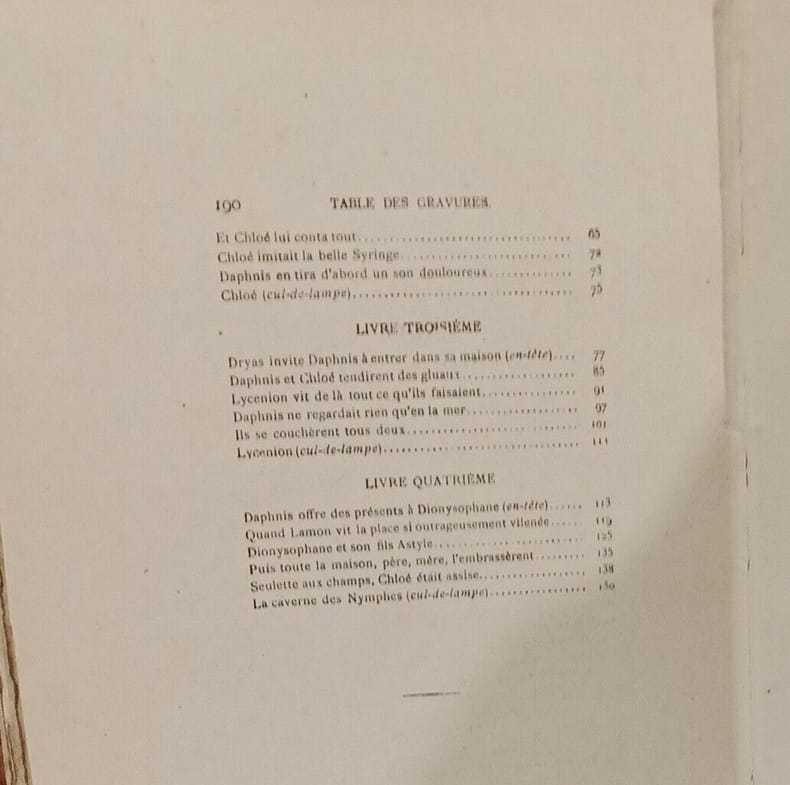 190 TABLE DES GRAVURES.
Et Chloé lui conta tout........................ 65
Chloé imitait la belle Syringe........................ 72
Daphnis en tira d'abord un son douloureux............ 73
Chloé (cul-de-lampe)........................ 75
LIVRE TROISIÈME
Dryas invite Daphnis à entrer dans sa maison (en-tête).... 77
Daphnis et Chloé tendirent des gluaux.................. 85
Lycenion vit de là tout ce qu'ils faisaient............... 91
Daphnis ne regardait rien qu'en la mer.................. 97
Ils se couchèrent tous deux........................ 101
Lycenion (cul-de-lampe)........................ 111
LIVRE QUATRIÈME
Daphnis offre des présents à Dionysophane (en-tête)...... 113
Quand Lamon vit la place si outrageusement vilenée...... 119
Dionysophane et son fils Astyle........................ 125
Puis toute la maison, père, mère, l'embrassèrent......... 135
Seulette aux champs, Chloé était assise.................. 138
La caverne des Nymphes (cul-de-lampe)..................